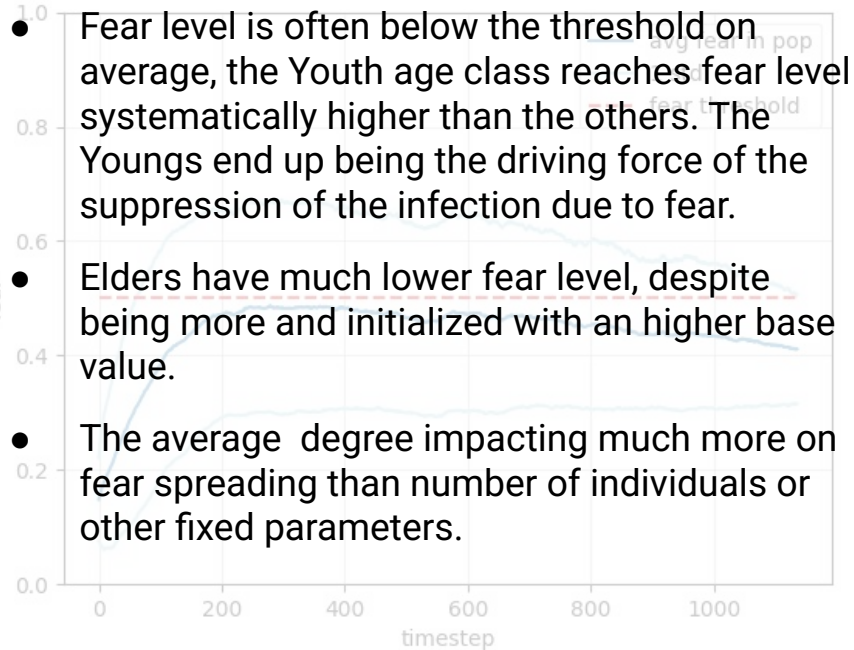 ● Fear level is often below the threshold on
average, the Youth age class reaches fear level
systematically higher than the others. The
Youngs end up being the driving force of the
suppression of the infection due to fear.
● Elders have much lower fear level, despite
being more and initialized with an higher base
value.
● The average  degree impacting much more on
fear spreading than number of individuals or
other fixed parameters.
avg fear in pop
fear threshold
1.0
0.8
0.6
0.4
0.2
0.0
0 200 400 600 800 1000
timestep